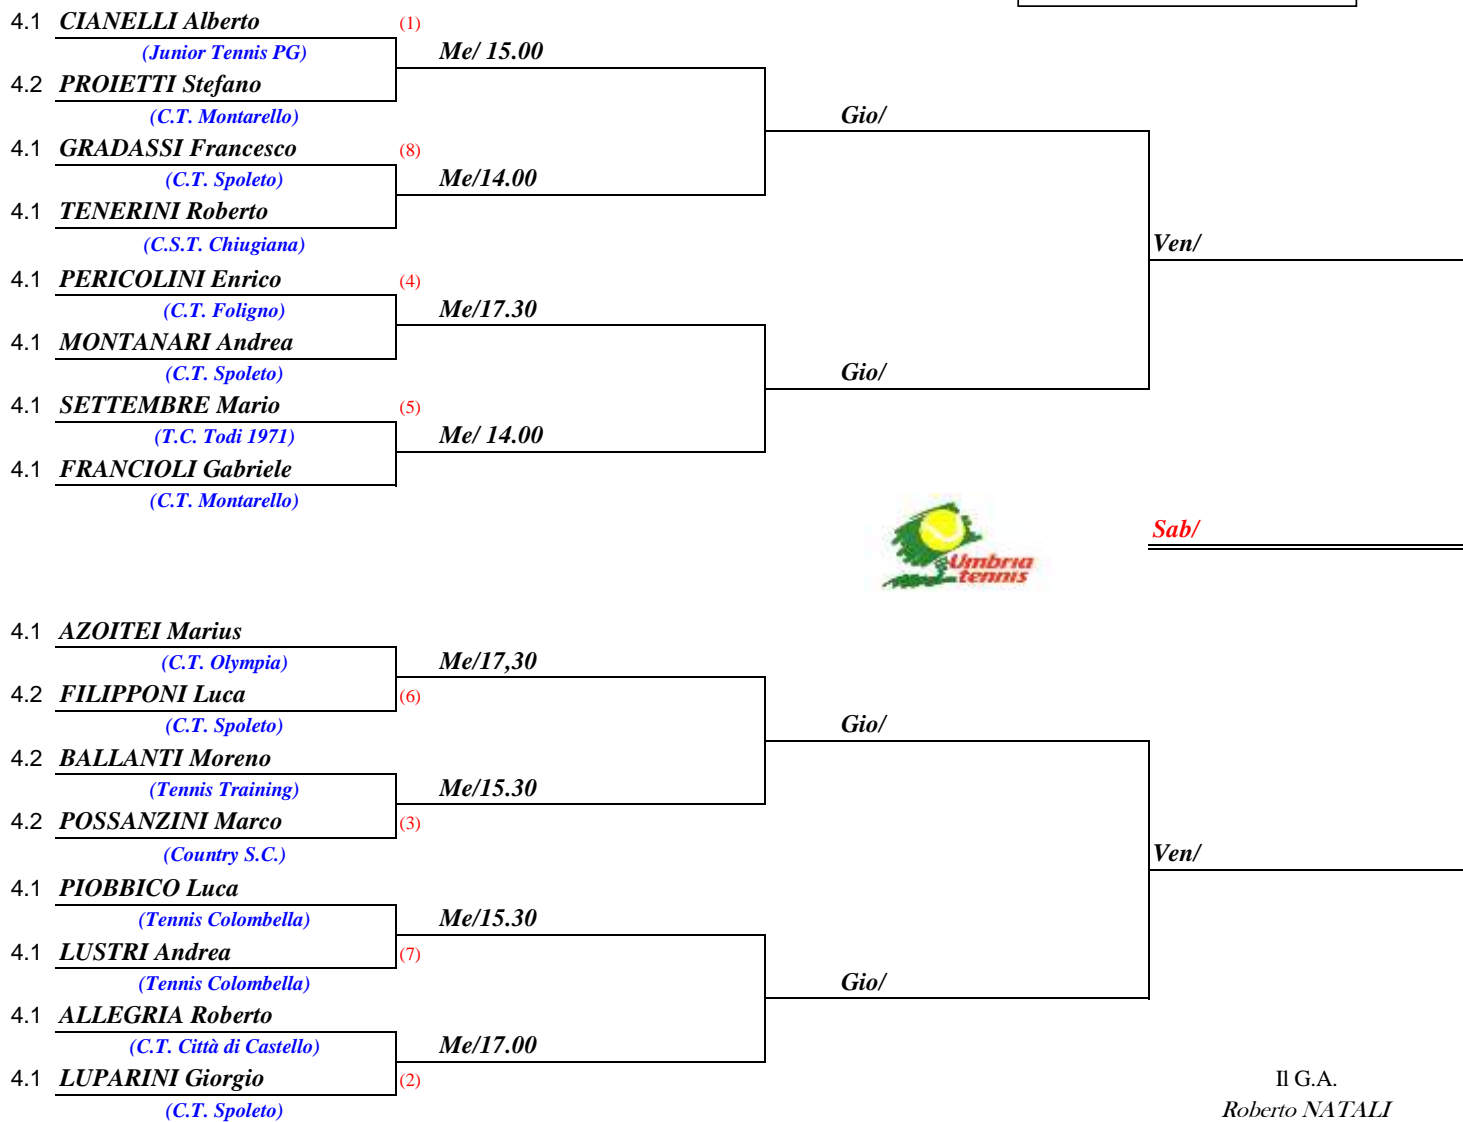 4.1 CIANELLI Alberto (1)
(Junior Tennis PG) Me/ 15.00
4.2 PROIETTI Stefano
(C.T. Montarello) Gio/
4.1 GRADASSI Francesco (8)
(C.T. Spoleto) Me/14.00
4.1 TENERINI Roberto
(C.S.T. Chiugiana) Ven/
4.1 PERICOLINI Enrico (4)
(C.T. Foligno) Me/17.30
4.1 MONTANARI Andrea
(C.T. Spoleto) Gio/
4.1 SETTEMBRE Mario (5)
(T.C. Todi 1971) Me/ 14.00
4.1 FRANCIOLI Gabriele
(C.T. Montarello)
Sab/
Umbria
tennis
4.1 AZOITEI Marius
(C.T. Olympia) Me/17,30
4.2 FILIPPONI Luca (6)
(C.T. Spoleto) Gio/
4.2 BALLANTI Moreno
(Tennis Training) Me/15.30
4.2 POSSANZINI Marco (3)
(Country S.C.) Ven/
4.1 PIOBBICO Luca
(Tennis Colombella) Me/15.30
4.1 LUSTRI Andrea (7)
(Tennis Colombella) Gio/
4.1 ALLEGRIA Roberto
(C.T. Città di Castello) Me/17.00
4.1 LUPARINI Giorgio (2) Il G.A.
(C.T. Spoleto) Roberto NATALI